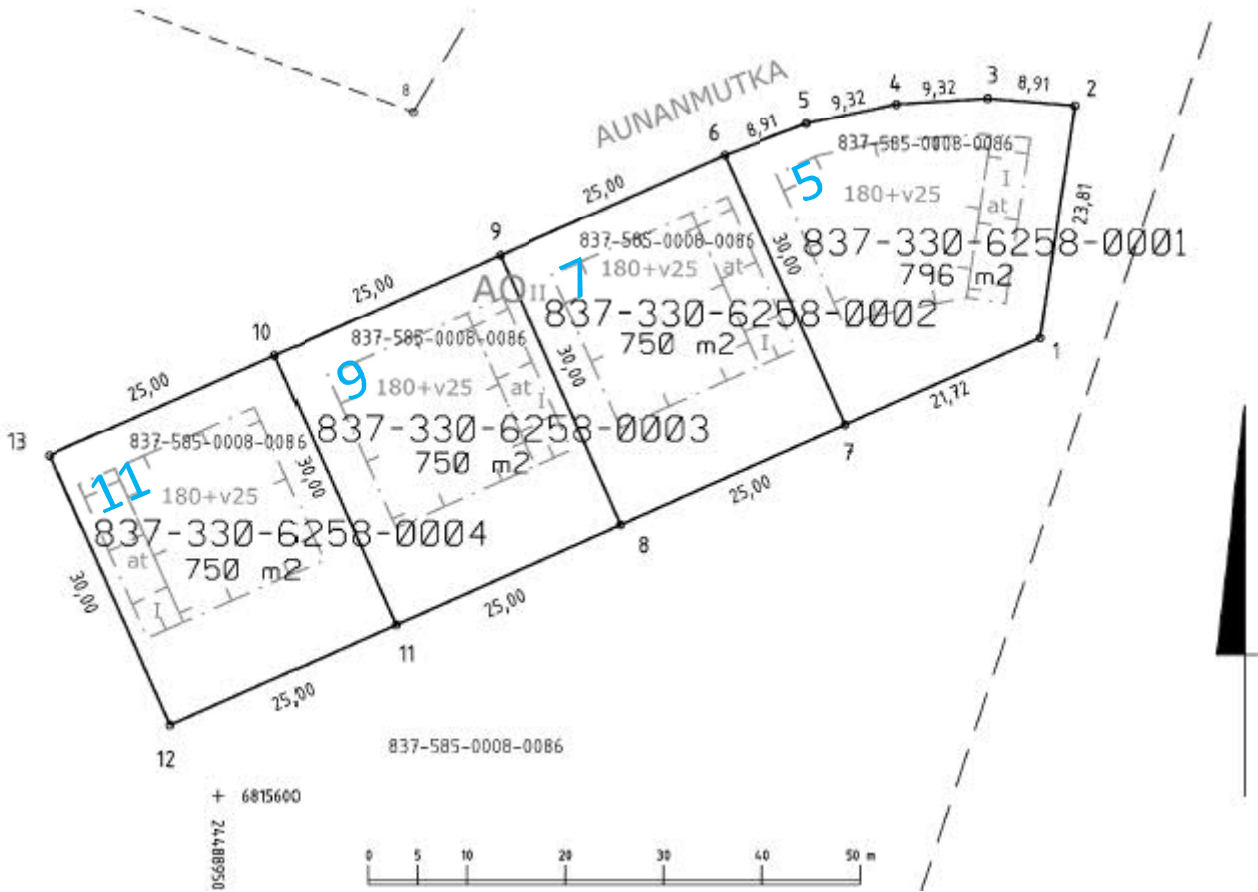 8
AUNANMUTKA
5
9,32
4
9,32
3
8,91
2
6
8,91
837-585-0008-0086
5
180+v25
I
at
23,81
837-330-6258-0001
796 m2
1
21,72
7
25,00
9
30,00
837-585-0008-0086
7
180+v25
at
AO II
837-330-6258-0002
750 m2
I
25,00
8
25,00
10
30,00
837-585-0008-0086
9
180+v25
at
I
837-330-6258-0003
750 m2
25,00
11
25,00
13
30,00
837-585-0008-0086
11
180+v25
837-330-6258-0004
at
750 m2
I
30,00
25,00
12
837-585-0008-0086
+ 6815600
24488950
0 5 10 20 30 40 50 m